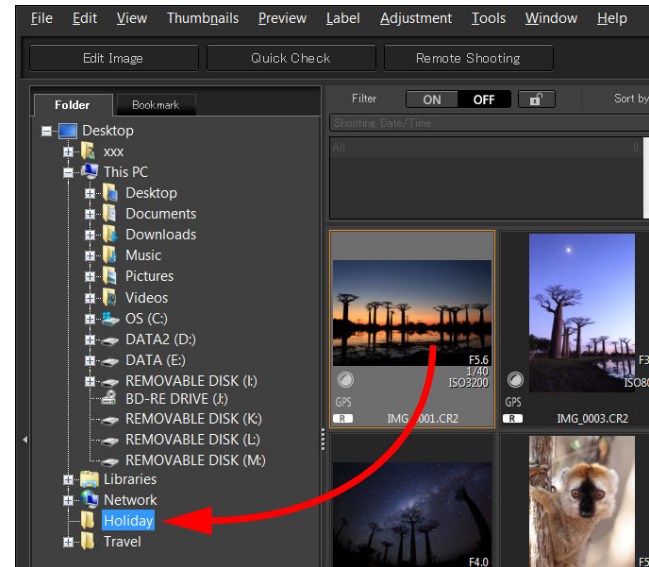 File Edit View Thumbnails Preview Label Adjustment Tools Window Help
Edit Image Quick Check Remote Shooting
Folder Bookmark
Filter ON OFF Sort by
Shooting Date/Time
All 0
Desktop
xxx
This PC
Desktop
Documents
Downloads
Music
Pictures
Videos
OS (C:)
DATA2 (D:)
DATA (E:)
REMOVABLE DISK (I:)
BD-RE DRIVE (J:)
REMOVABLE DISK (K:)
REMOVABLE DISK (L:)
REMOVABLE DISK (M:)
Libraries
Network
Holiday
Travel
F5.6
1/40
ISO3200
GPS
R IMG_0001.CR2
GPS
R IMG_0003.CR2
F4.0